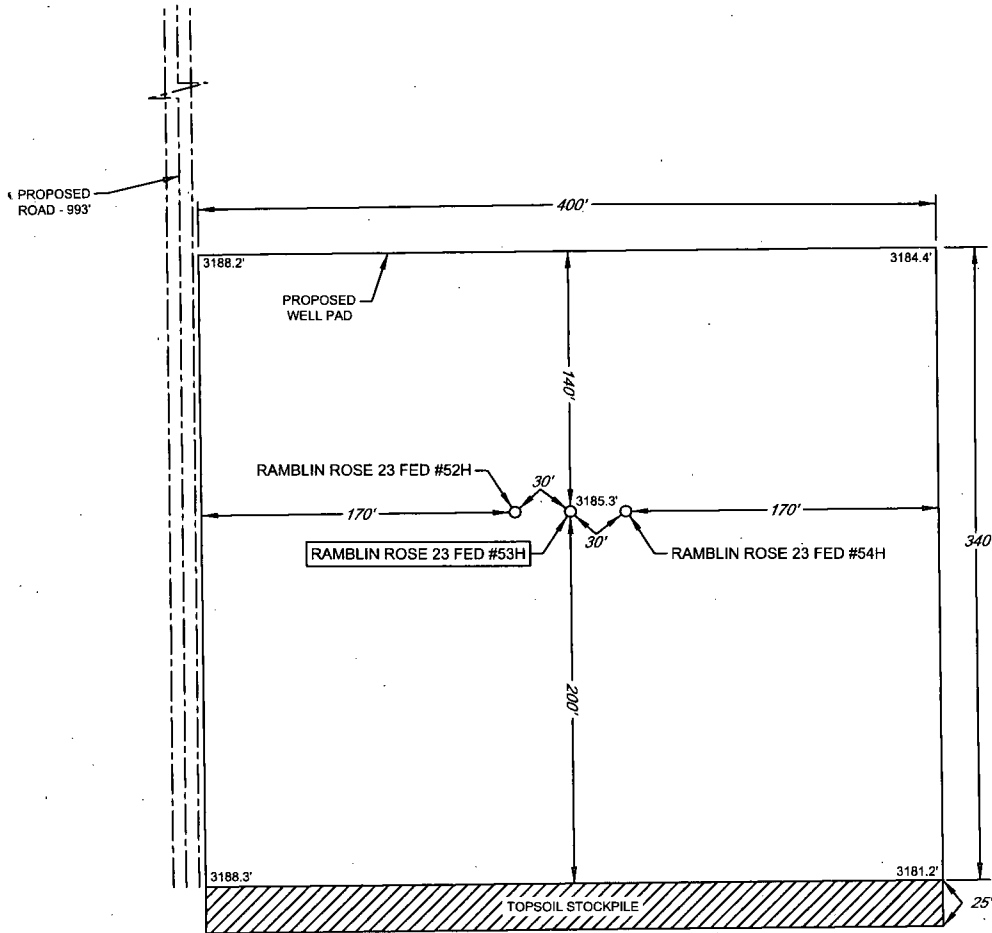 PROPOSED
ROAD - 993'
400'
3188.2'
3184.4'
PROPOSED
WELL PAD
140'
RAMBLIN ROSE 23 FED #52H
30'
3185.3'
170'
170'
340
RAMBLIN ROSE 23 FED #53H
30'
RAMBLIN ROSE 23 FED #54H
200'
3188.3'
3181.2'
TOPSOIL STOCKPILE
25'